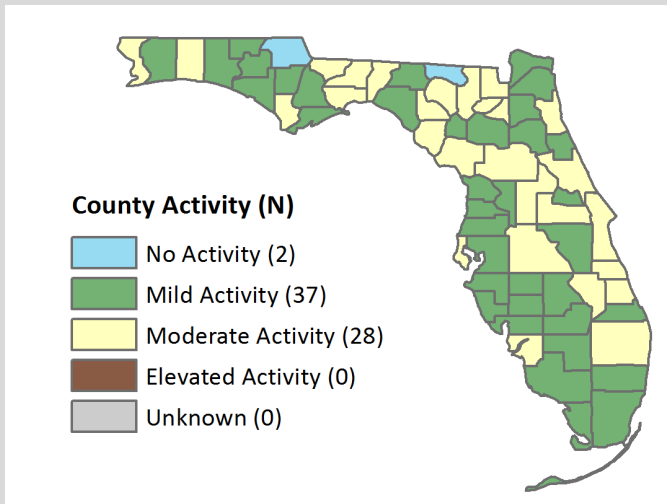 County Activity (N)
No Activity (2)
Mild Activity (37)
Moderate Activity (28)
Elevated Activity (0)
Unknown (0)